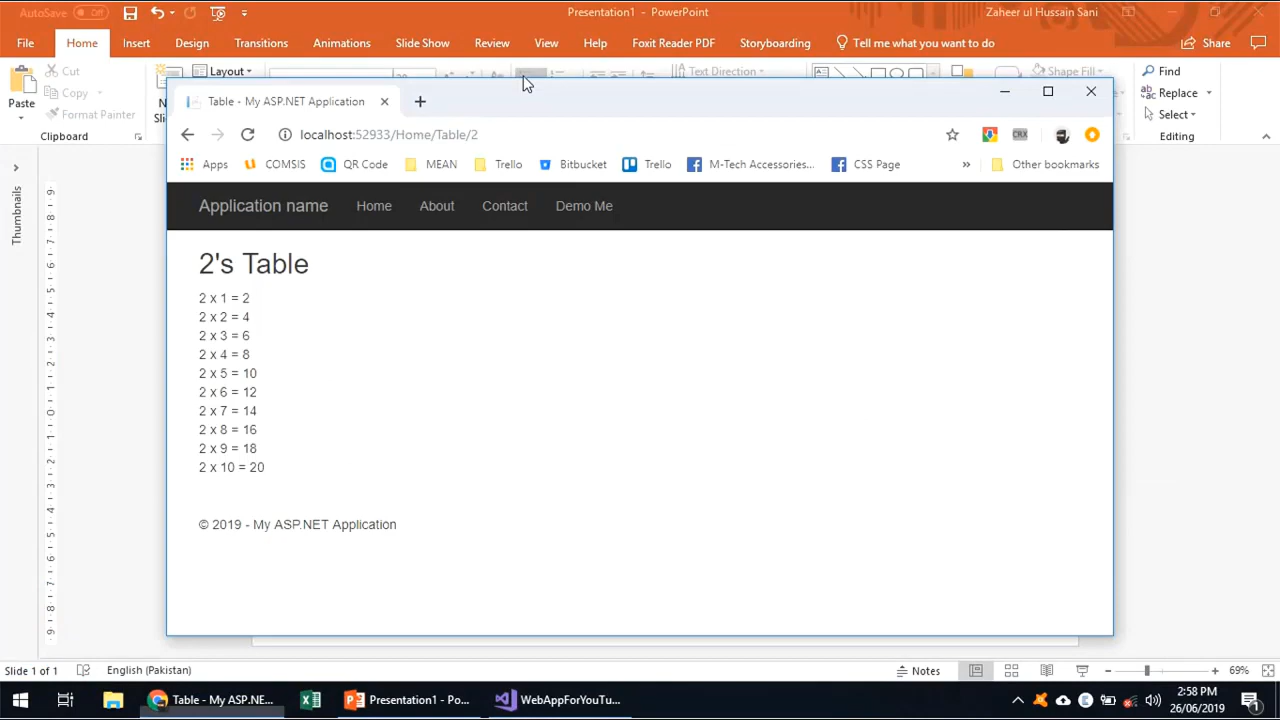 AutoSave Off Presentation1 - PowerPoint Zaheer ul Hussain Sani
File Home Insert Design Transitions Animations Slide Show Review View Help Foxit Reader PDF Storyboarding Tell me what you want to do Share
Paste Cut Layout Text Direction Shape Fill Find
Copy Replace
Format Painter Select
Clipboard Editing
Table - My ASP.NET Application
localhost:52933/Home/Table/2
Apps COMSIS QR Code MEAN Trello Bitbucket Trello M-Tech Accessories... CSS Page » Other bookmarks
Application name Home About Contact Demo Me
Thumbnails
2's Table
2 x 1 = 2
2 x 2 = 4
2 x 3 = 6
2 x 4 = 8
2 x 5 = 10
2 x 6 = 12
2 x 7 = 14
2 x 8 = 16
2 x 9 = 18
2 x 10 = 20
© 2019 - My ASP.NET Application
Slide 1 of 1 English (Pakistan) Notes 69%
Table - My ASP.NE... Presentation1 - Po... WebAppForYouTu... 2:58 PM
26/06/2019